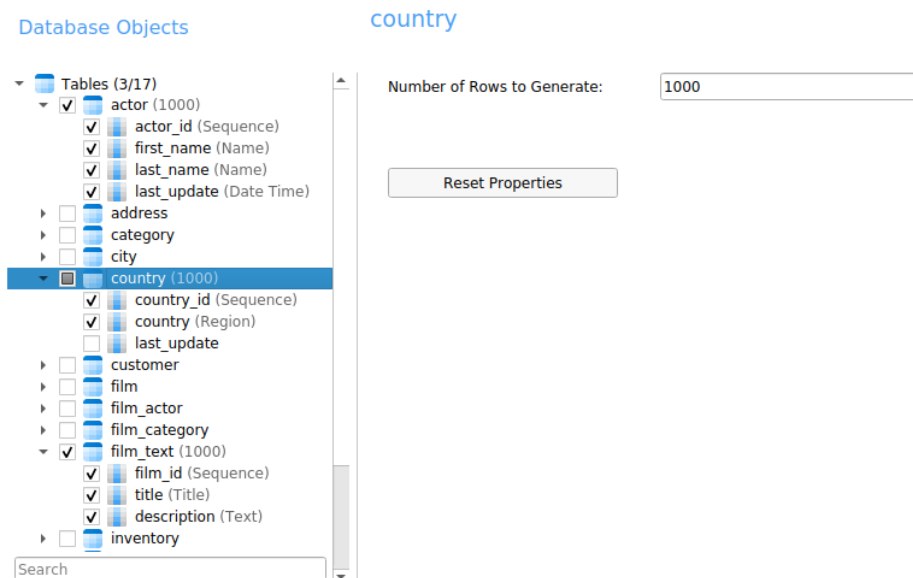 Database Objects
country
Tables (3/17)
actor (1000)
actor_id (Sequence)
first_name (Name)
last_name (Name)
last_update (Date Time)
address
category
city
country (1000)
country_id (Sequence)
country (Region)
last_update
customer
film
film_actor
film_category
film_text (1000)
film_id (Sequence)
title (Title)
description (Text)
inventory
Search
Number of Rows to Generate: 1000
Reset Properties